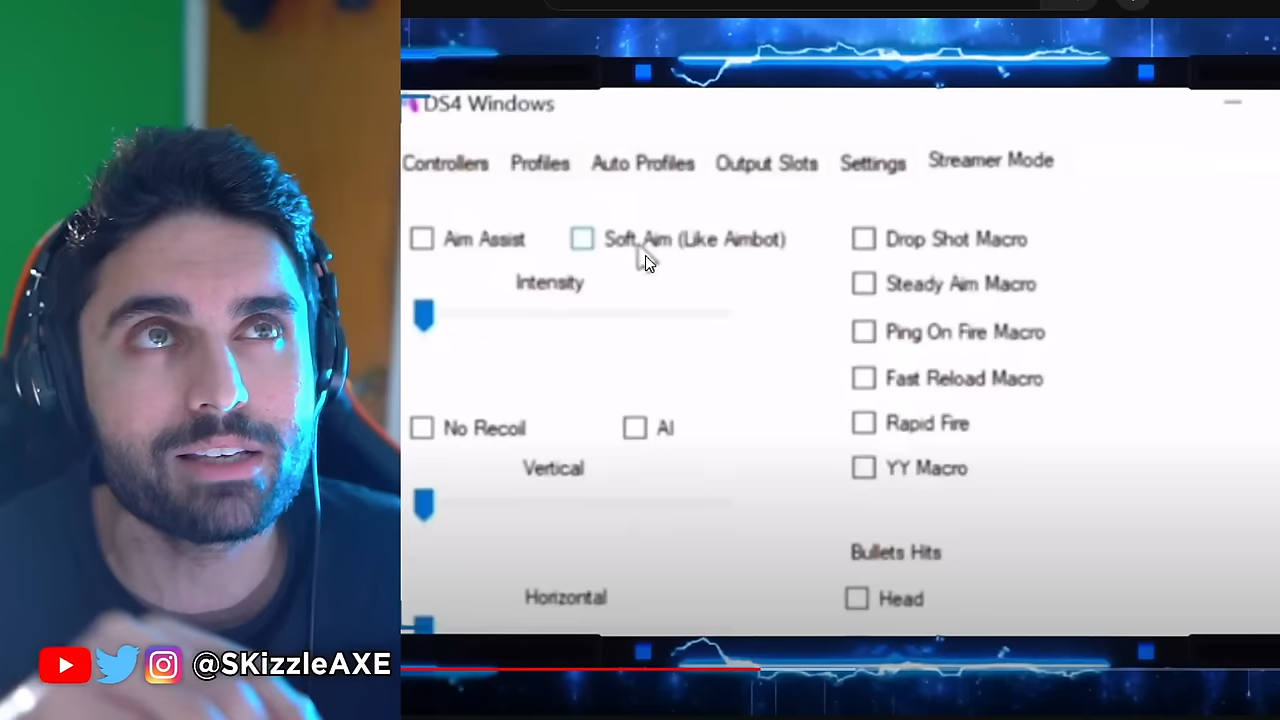 DS4 Windows
Controllers Profiles Auto Profiles Output Slots Settings Streamer Mode
Aim Assist Soft Aim (Like Aimbot) Drop Shot Macro
Intensity Steady Aim Macro
Ping On Fire Macro
Fast Reload Macro
No Recoil AI Rapid Fire
Vertical YY Macro
Bullets Hits
Horizontal Head
@SKizzleAXE